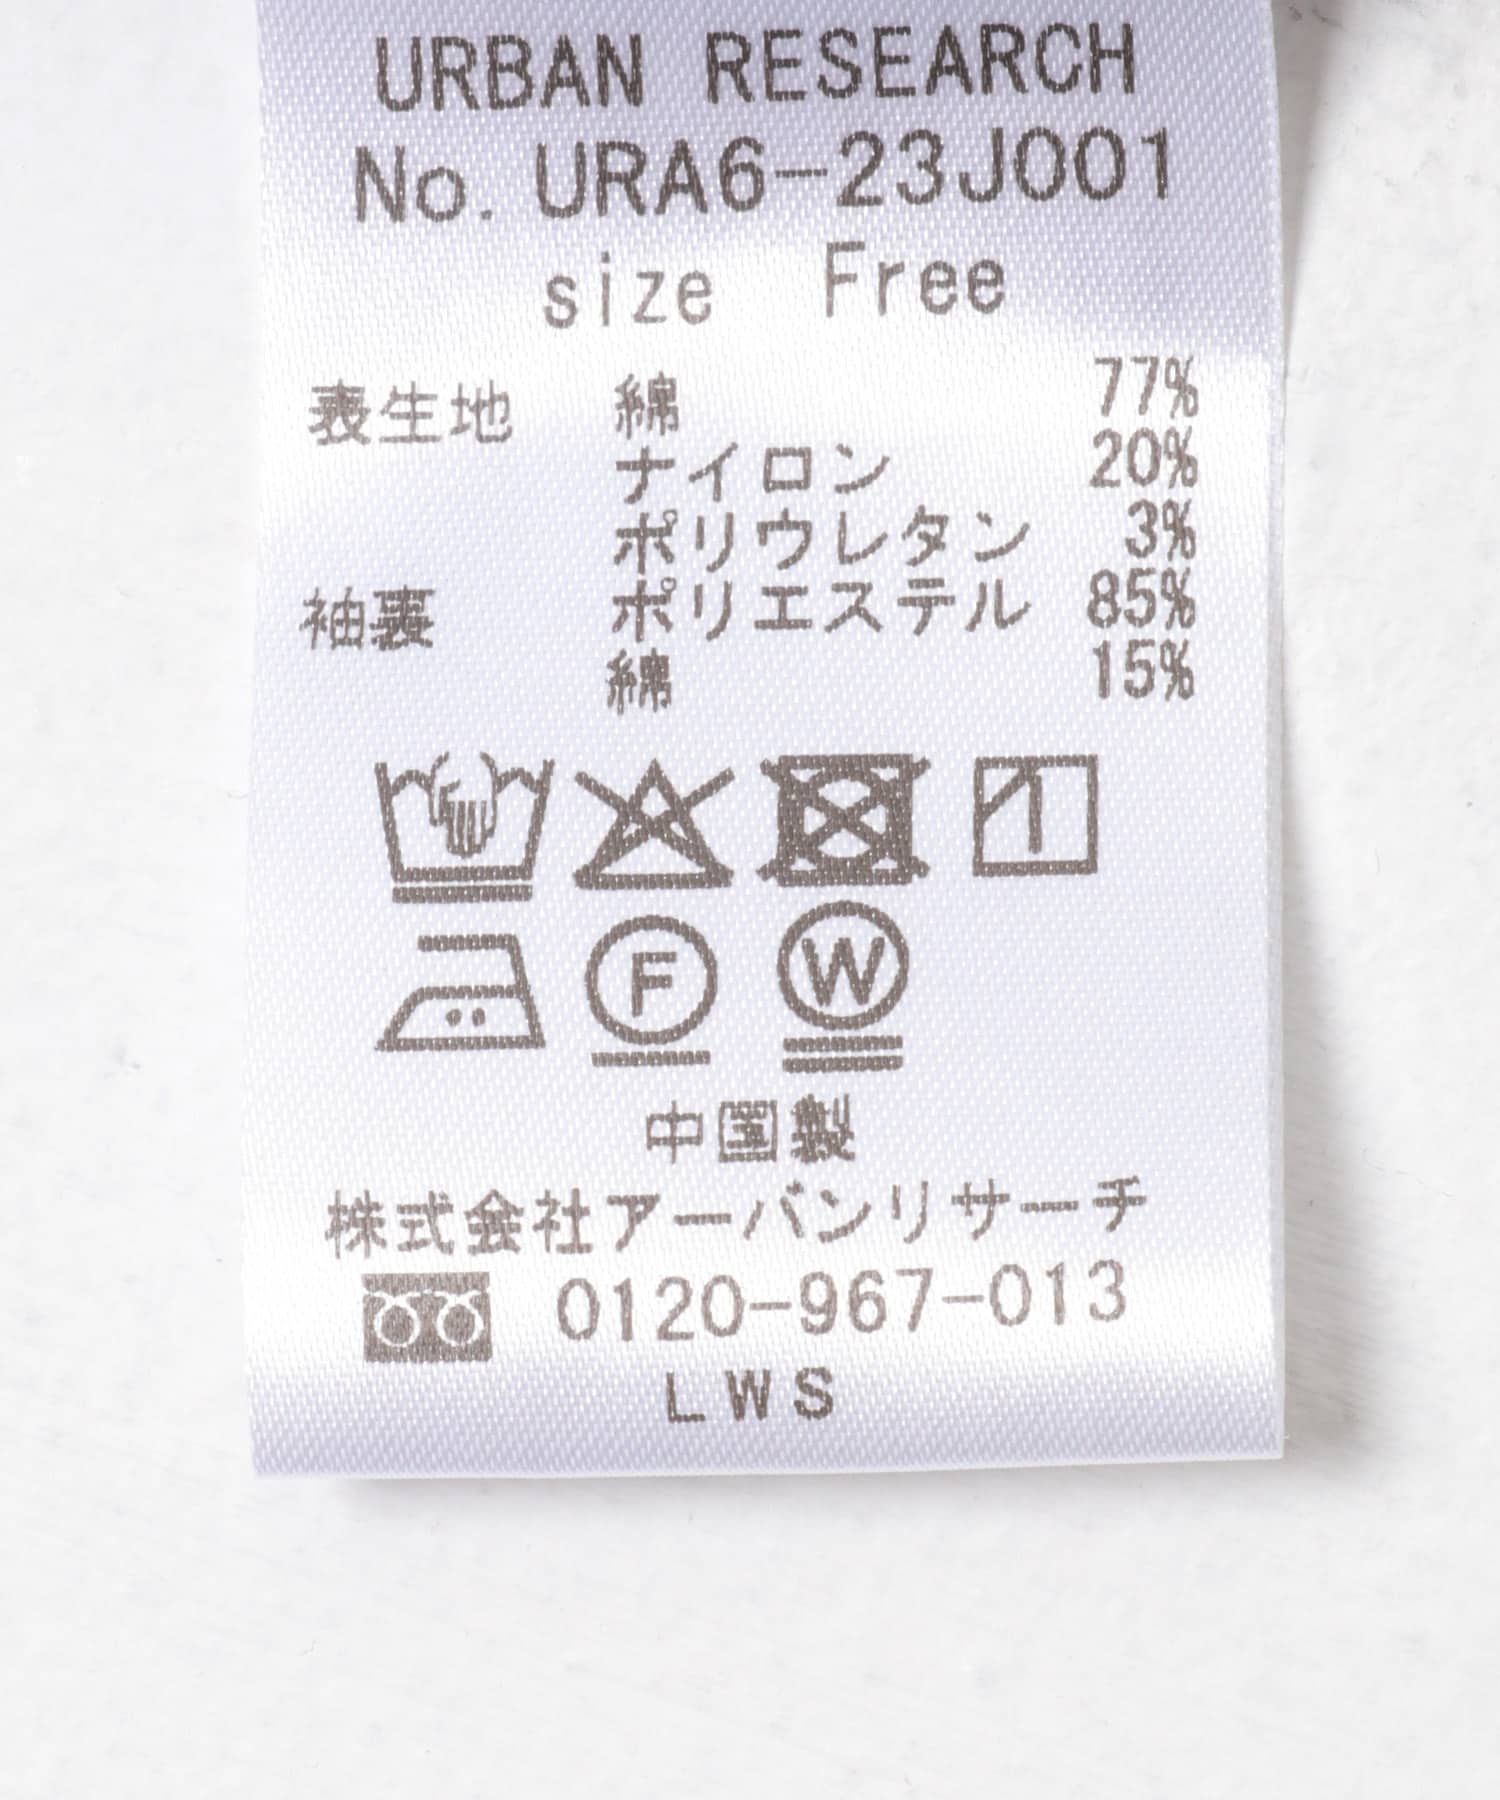 URBAN RESEARCH
No. URA6-23J001
size Free
表生地 綿 77%
ナイロン 20%
ポリウレタン 3%
袖裏 ポリエステル 85%
綿 15%
F W
中国製
株式会社アーバンリサーチ
0120-967-013
LWS